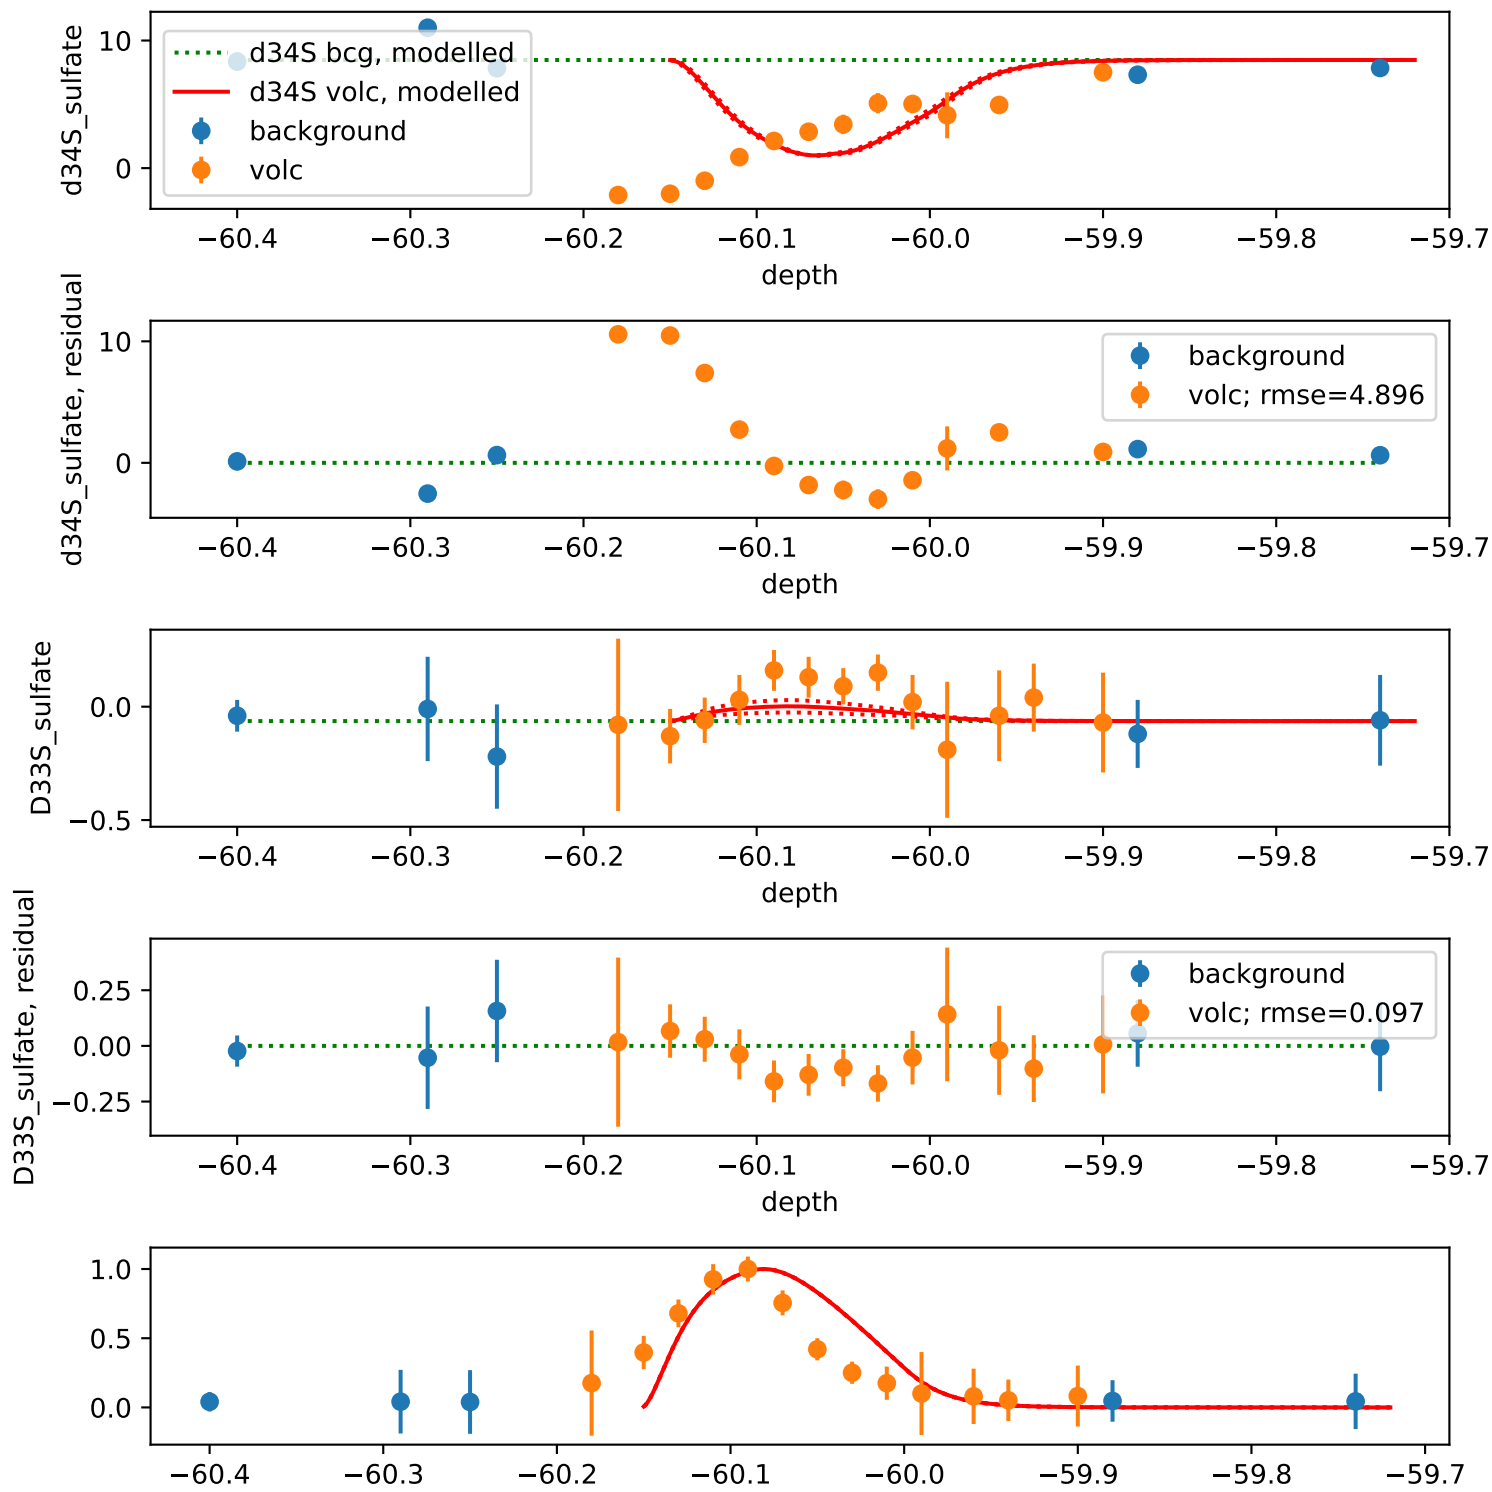 d34S_sulfate
10
0
d34S bcg, modelled
d34S volc, modelled
background
volc
−60.4 −60.3 −60.2 −60.1 −60.0 −59.9 −59.8 −59.7
depth
d34S_sulfate, residual
10
0
background
volc; rmse=4.896
−60.4 −60.3 −60.2 −60.1 −60.0 −59.9 −59.8 −59.7
depth
D33S_sulfate
0.0
−0.5
−60.4 −60.3 −60.2 −60.1 −60.0 −59.9 −59.8 −59.7
depth
D33S_sulfate, residual
0.25
0.00
−0.25
background
volc; rmse=0.097
−60.4 −60.3 −60.2 −60.1 −60.0 −59.9 −59.8 −59.7
depth
1.0
0.5
0.0
−60.4 −60.3 −60.2 −60.1 −60.0 −59.9 −59.8 −59.7